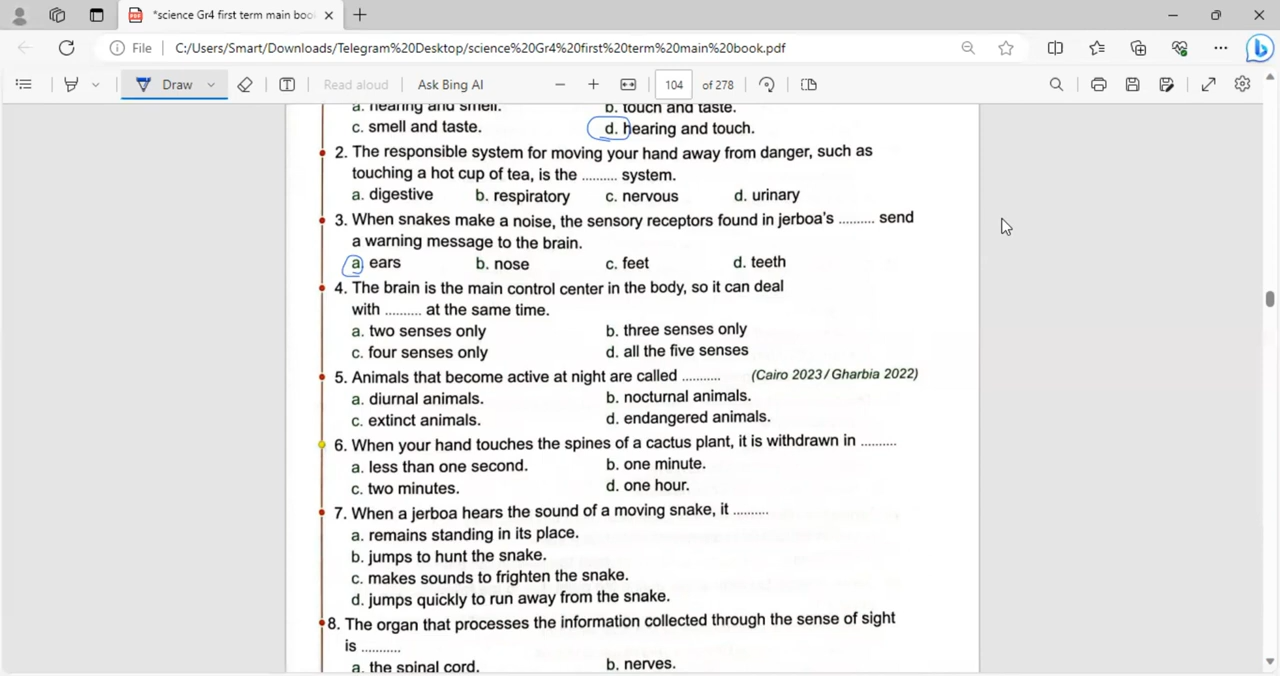 *science Gr4 first term main boo
File
C:/Users/Smart/Downloads/Telegram%20Desktop/science%20Gr4%20first%20term%20main%20book.pdf
Draw
Read aloud
Ask Bing AI
104 of 278
a. hearing and smell. b. touch and taste.
c. smell and taste. d. hearing and touch.
2. The responsible system for moving your hand away from danger, such as
touching a hot cup of tea, is the .......... system.
a. digestive b. respiratory c. nervous d. urinary
3. When snakes make a noise, the sensory receptors found in jerboa's .......... send
a warning message to the brain.
a ears b. nose c. feet d. teeth
4. The brain is the main control center in the body, so it can deal
with .......... at the same time.
a. two senses only b. three senses only
c. four senses only d. all the five senses
5. Animals that become active at night are called .......... (Cairo 2023 / Gharbia 2022)
a. diurnal animals. b. nocturnal animals.
c. extinct animals. d. endangered animals.
6. When your hand touches the spines of a cactus plant, it is withdrawn in ..........
a. less than one second. b. one minute.
c. two minutes. d. one hour.
7. When a jerboa hears the sound of a moving snake, it ..........
a. remains standing in its place.
b. jumps to hunt the snake.
c. makes sounds to frighten the snake.
d. jumps quickly to run away from the snake.
8. The organ that processes the information collected through the sense of sight
is ..........
a. the spinal cord. b. nerves.